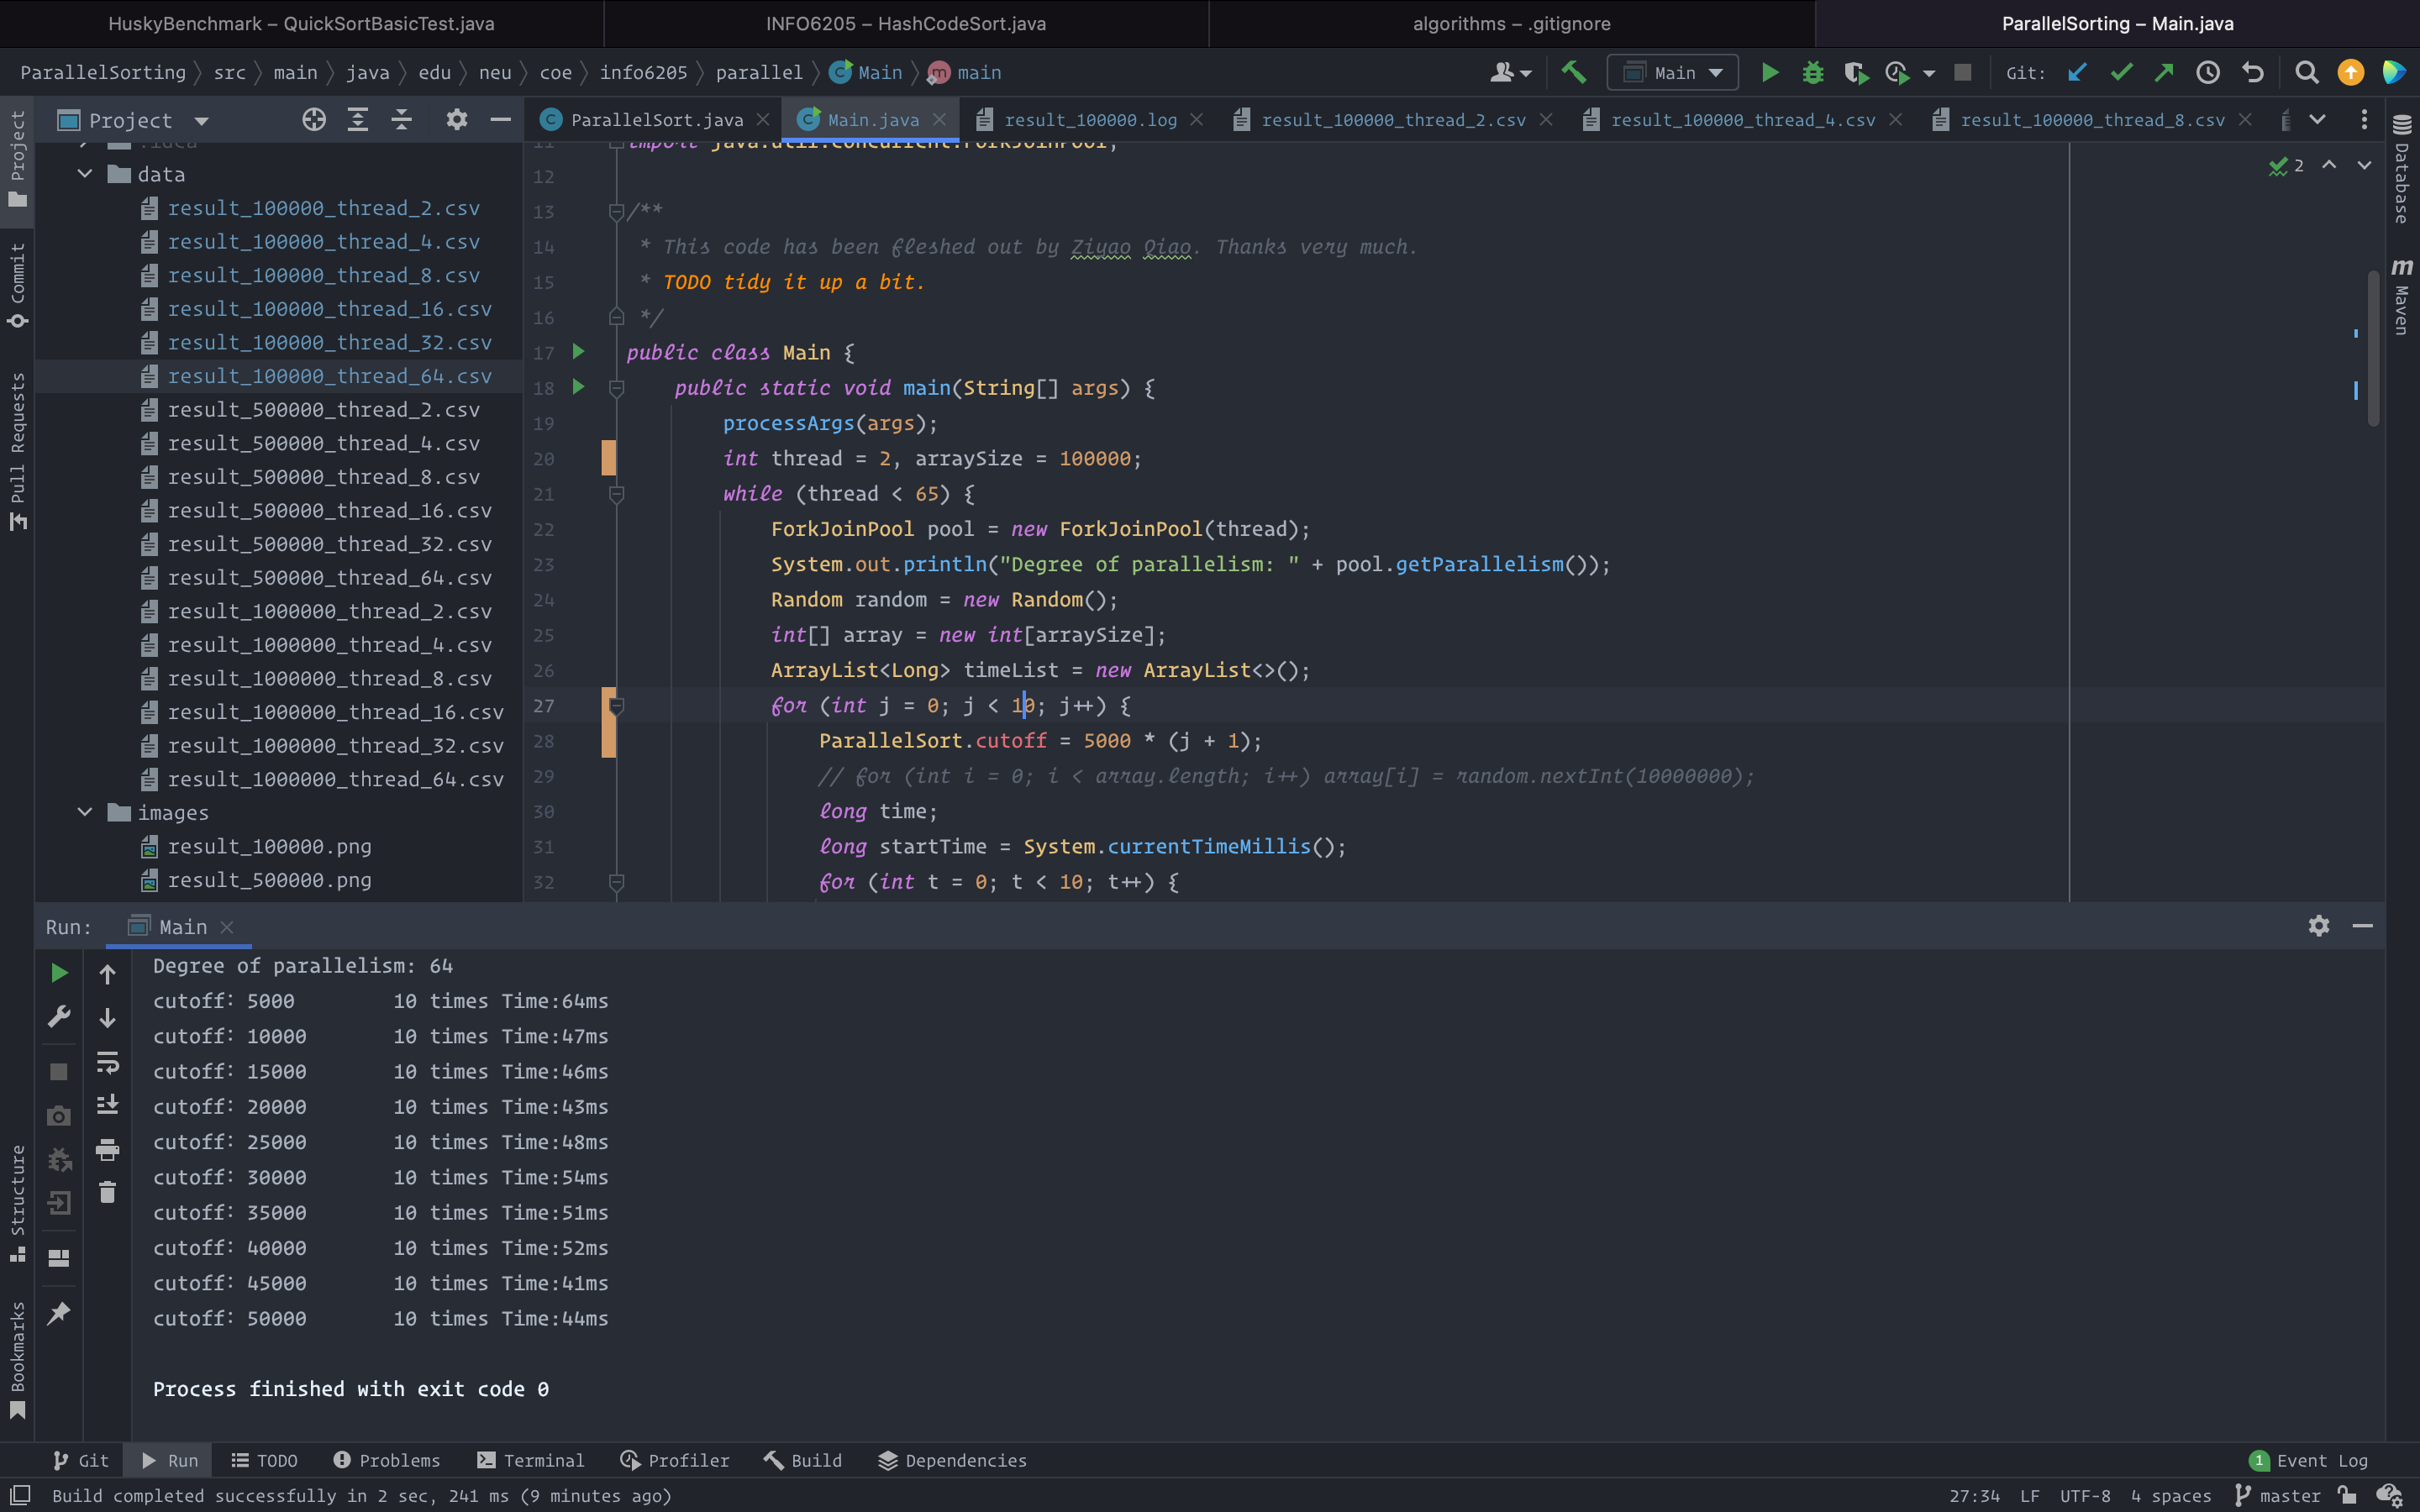 HuskyBenchmark – QuickSortBasicTest.java
INFO6205 – HashCodeSort.java
algorithms – .gitignore
ParallelSorting – Main.java
ParallelSorting src main java edu neu coe info6205 parallel Main main
Main
Git:
Project
ParallelSort.java
Main.java
result_100000.log
result_100000_thread_2.csv
result_100000_thread_4.csv
result_100000_thread_8.csv
Project
Commit
Pull Requests
Structure
Bookmarks
Database
Maven
.idea
data
result_100000_thread_2.csv
result_100000_thread_4.csv
result_100000_thread_8.csv
result_100000_thread_16.csv
result_100000_thread_32.csv
result_100000_thread_64.csv
result_500000_thread_2.csv
result_500000_thread_4.csv
result_500000_thread_8.csv
result_500000_thread_16.csv
result_500000_thread_32.csv
result_500000_thread_64.csv
result_1000000_thread_2.csv
result_1000000_thread_4.csv
result_1000000_thread_8.csv
result_1000000_thread_16.csv
result_1000000_thread_32.csv
result_1000000_thread_64.csv
images
result_100000.png
result_500000.png
2
11 import java.util.concurrent.ForkJoinPool;
12
13 /**
14 * This code has been fleshed out by Ziyao Qiao. Thanks very much.
15 * TODO tidy it up a bit.
16 */
17 public class Main {
18 public static void main(String[] args) {
19 processArgs(args);
20 int thread = 2, arraySize = 100000;
21 while (thread < 65) {
22 ForkJoinPool pool = new ForkJoinPool(thread);
23 System.out.println("Degree of parallelism: " + pool.getParallelism());
24 Random random = new Random();
25 int[] array = new int[arraySize];
26 ArrayList<Long> timeList = new ArrayList<>();
27 for (int j = 0; j < 10; j++) {
28 ParallelSort.cutoff = 5000 * (j + 1);
29 // for (int i = 0; i < array.length; i++) array[i] = random.nextInt(10000000);
30 long time;
31 long startTime = System.currentTimeMillis();
32 for (int t = 0; t < 10; t++) {
Run: Main
Degree of parallelism: 64
cutoff: 5000 10 times Time:64ms
cutoff: 10000 10 times Time:47ms
cutoff: 15000 10 times Time:46ms
cutoff: 20000 10 times Time:43ms
cutoff: 25000 10 times Time:48ms
cutoff: 30000 10 times Time:54ms
cutoff: 35000 10 times Time:51ms
cutoff: 40000 10 times Time:52ms
cutoff: 45000 10 times Time:41ms
cutoff: 50000 10 times Time:44ms
Process finished with exit code 0
Git Run TODO Problems Terminal Profiler Build Dependencies 1 Event Log
Build completed successfully in 2 sec, 241 ms (9 minutes ago) 27:34 LF UTF-8 4 spaces master